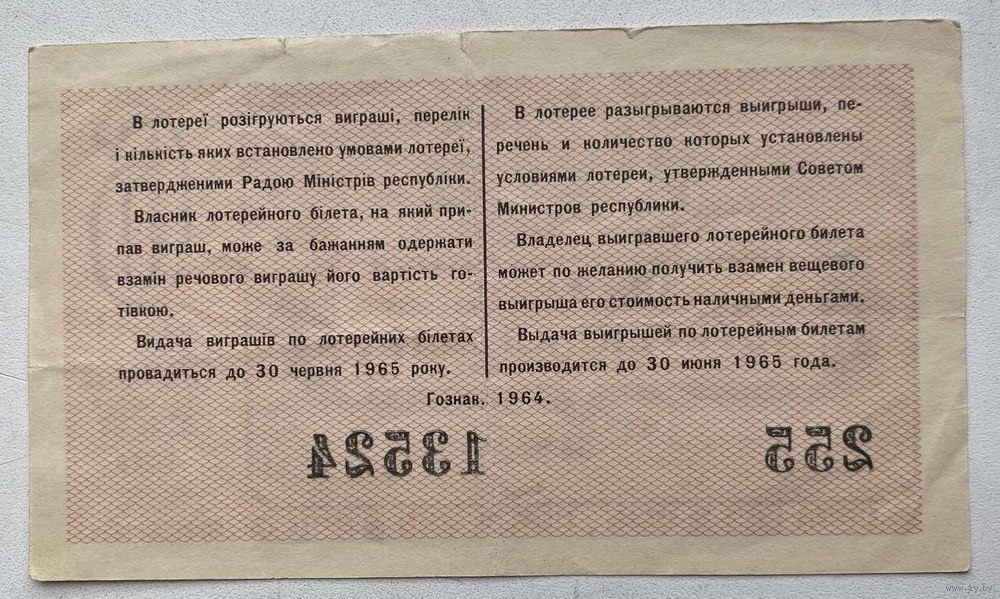 В лотереї розігруються виграші, перелік
і кількість яких встановлено умовами лотереї,
затвердженими Радою Міністрів республіки.
Власник лотерейного білета, на який при-
пав виграш, може за бажанням одержати
взамін речового виграшу його вартість го-
тівкою.
Видача виграшів по лотерейних білетах
провадиться до 30 червня 1965 року.
В лотерее разыгрываются выигрыши, пе-
речень и количество которых установлены
условиями лотереи, утвержденными Советом
Министров республики.
Владелец выигравшего лотерейного билета
может по желанию получить взамен вещевого
выигрыша его стоимость наличными деньгами.
Выдача выигрышей по лотерейным билетам
производится до 30 июня 1965 года.
Гознак. 1964.
13524
255
www.ay.by